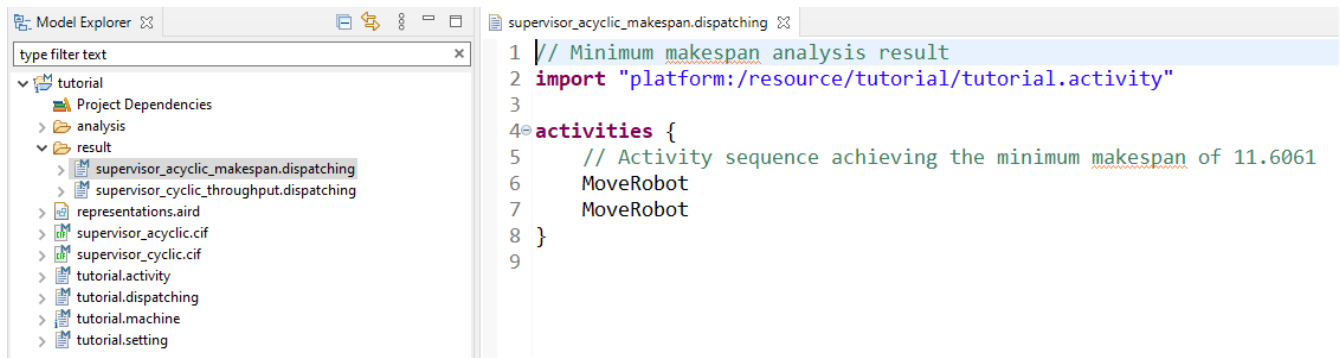 Model Explorer
type filter text
tutorial
Project Dependencies
analysis
result
supervisor_acyclic_makespan.dispatching
supervisor_cyclic_throughput.dispatching
representations.aird
supervisor_acyclic.cif
supervisor_cyclic.cif
tutorial.activity
tutorial.dispatching
tutorial.machine
tutorial.setting
supervisor_acyclic_makespan.dispatching
1 // Minimum makespan analysis result
2 import "platform:/resource/tutorial/tutorial.activity"
3
4 activities {
5 // Activity sequence achieving the minimum makespan of 11.6061
6 MoveRobot
7 MoveRobot
8 }
9